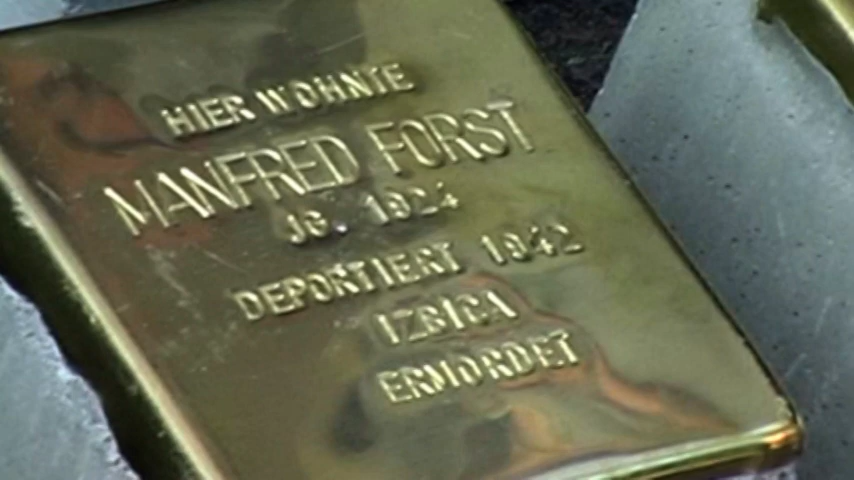 HIER WOHNTE
MANFRED FORST
JG. 1924
DEPORTIERT 1942
IZBICA
ERMORDET